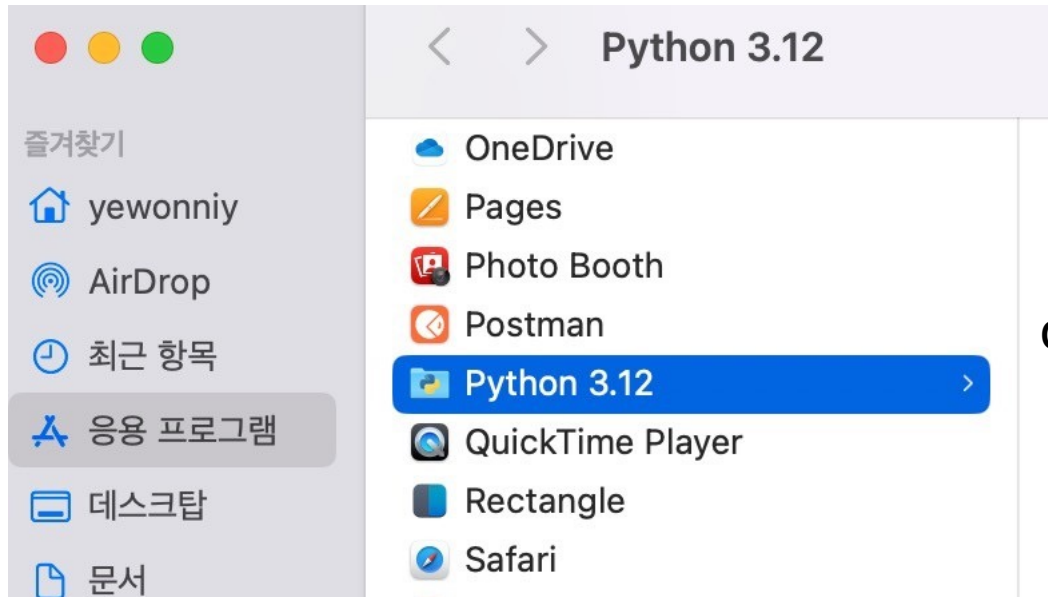 Python 3.12
즐겨찾기
yewonniy
AirDrop
최근 항목
응용 프로그램
데스크탑
문서
OneDrive
Pages
Photo Booth
Postman
Python 3.12
QuickTime Player
Rectangle
Safari